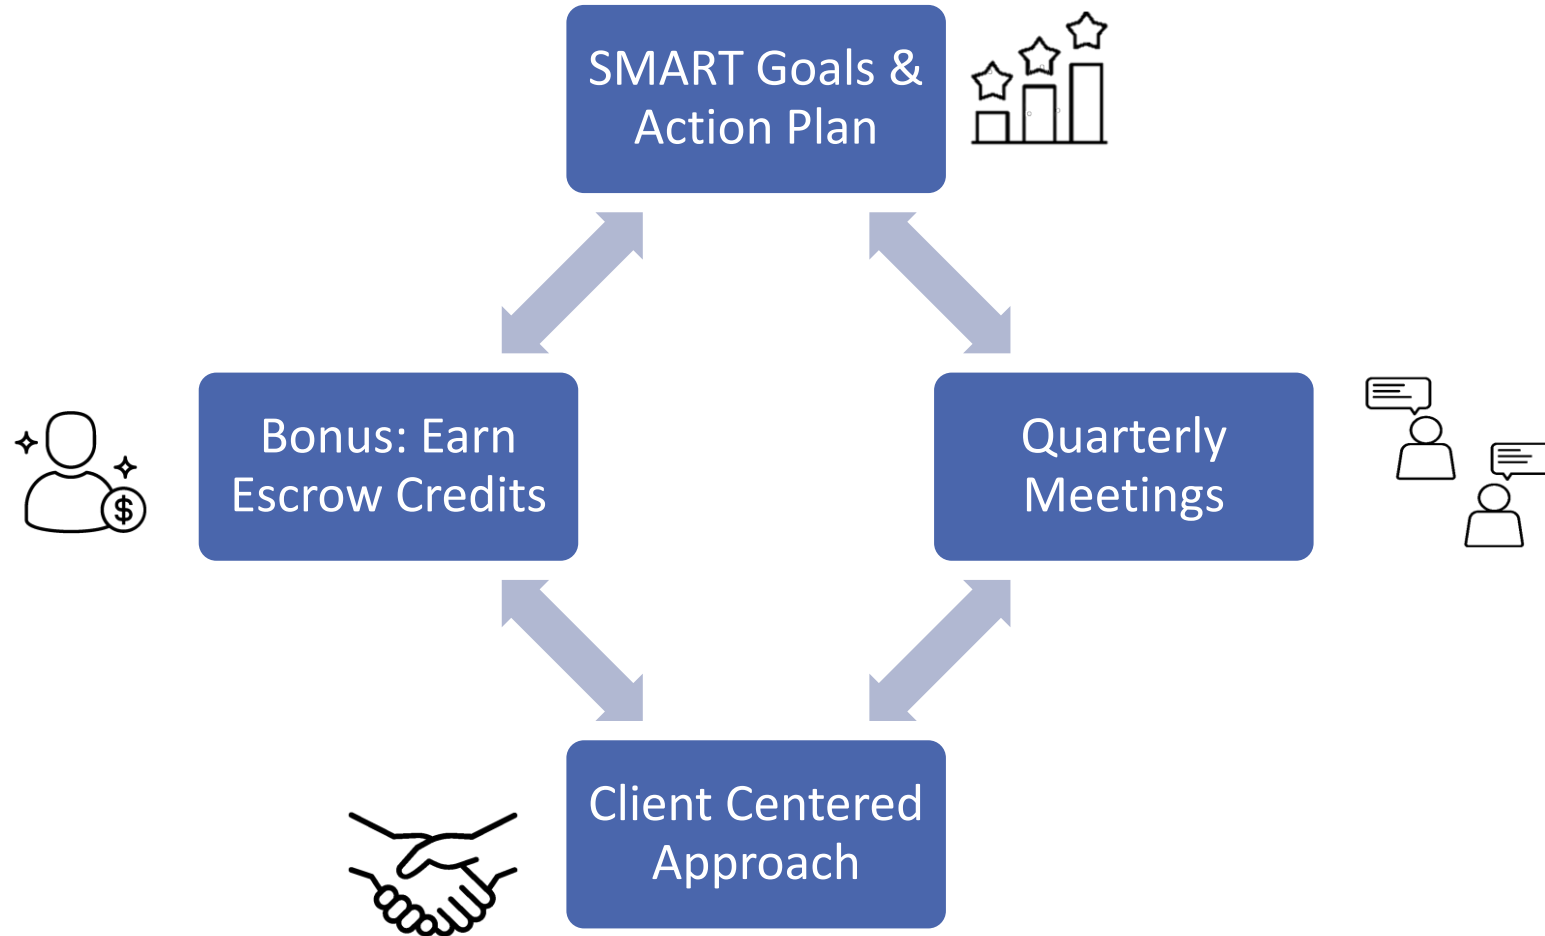 SMART Goals &
Action Plan
Bonus: Earn
Escrow Credits
Quarterly
Meetings
Client Centered
Approach
$